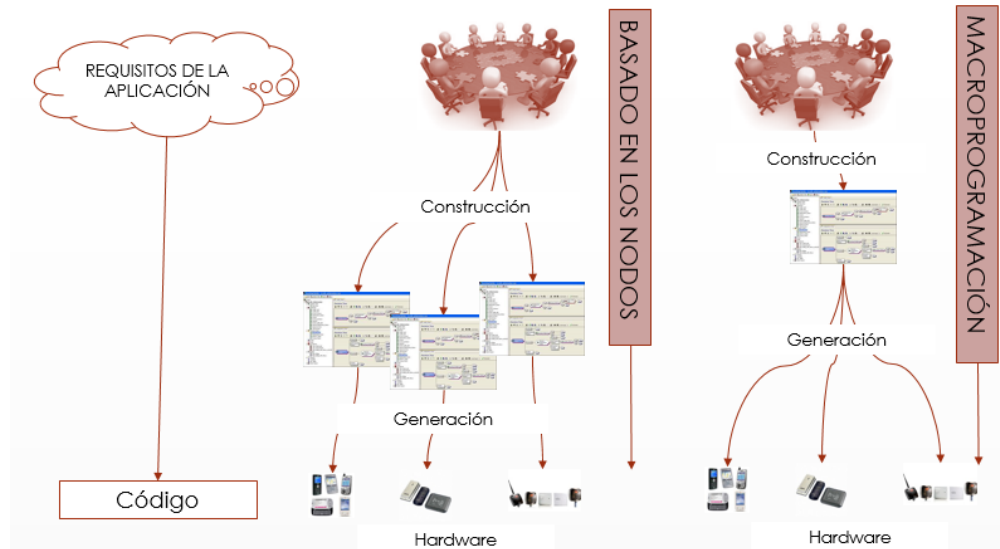 REQUISITOS DE LA
APLICACIÓN
Código
Construcción
Generación
Hardware
BASADO EN LOS NODOS
Construcción
Generación
Hardware
MACROPROGRAMACIÓN